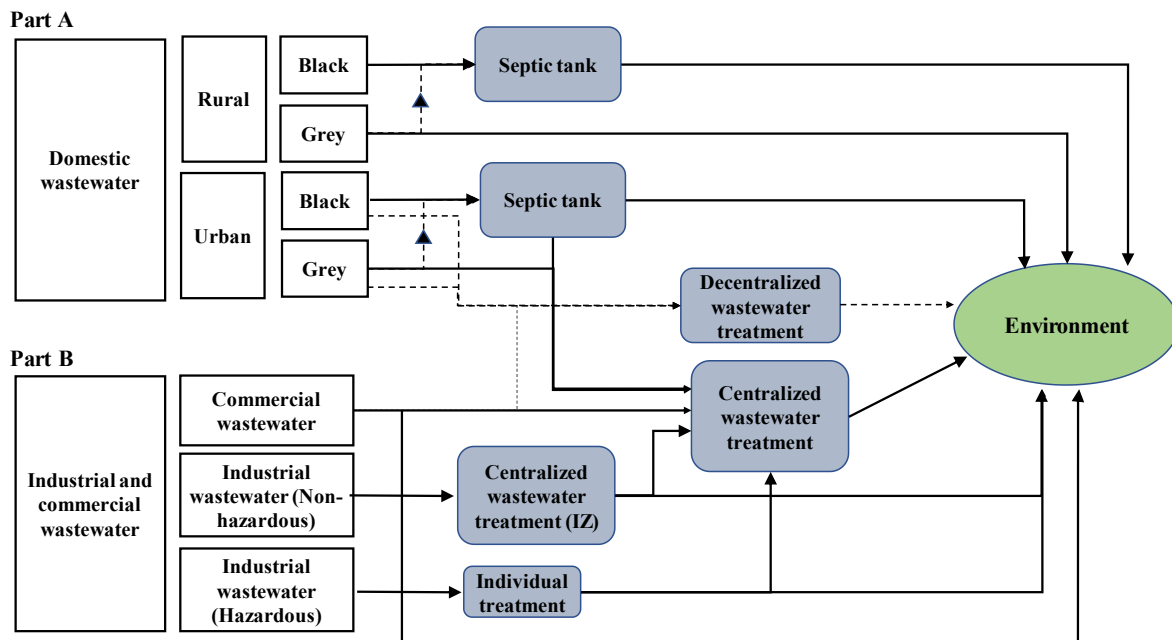 Part A
Domestic
wastewater
Rural
Black
Grey
Septic tank
Urban
Black
Grey
Septic tank
Decentralized
wastewater
treatment
Environment
Part B
Industrial and
commercial
wastewater
Commercial
wastewater
Industrial
wastewater (Non-
hazardous)
Industrial
wastewater
(Hazardous)
Centralized
wastewater
treatment (IZ)
Individual
treatment
Centralized
wastewater
treatment